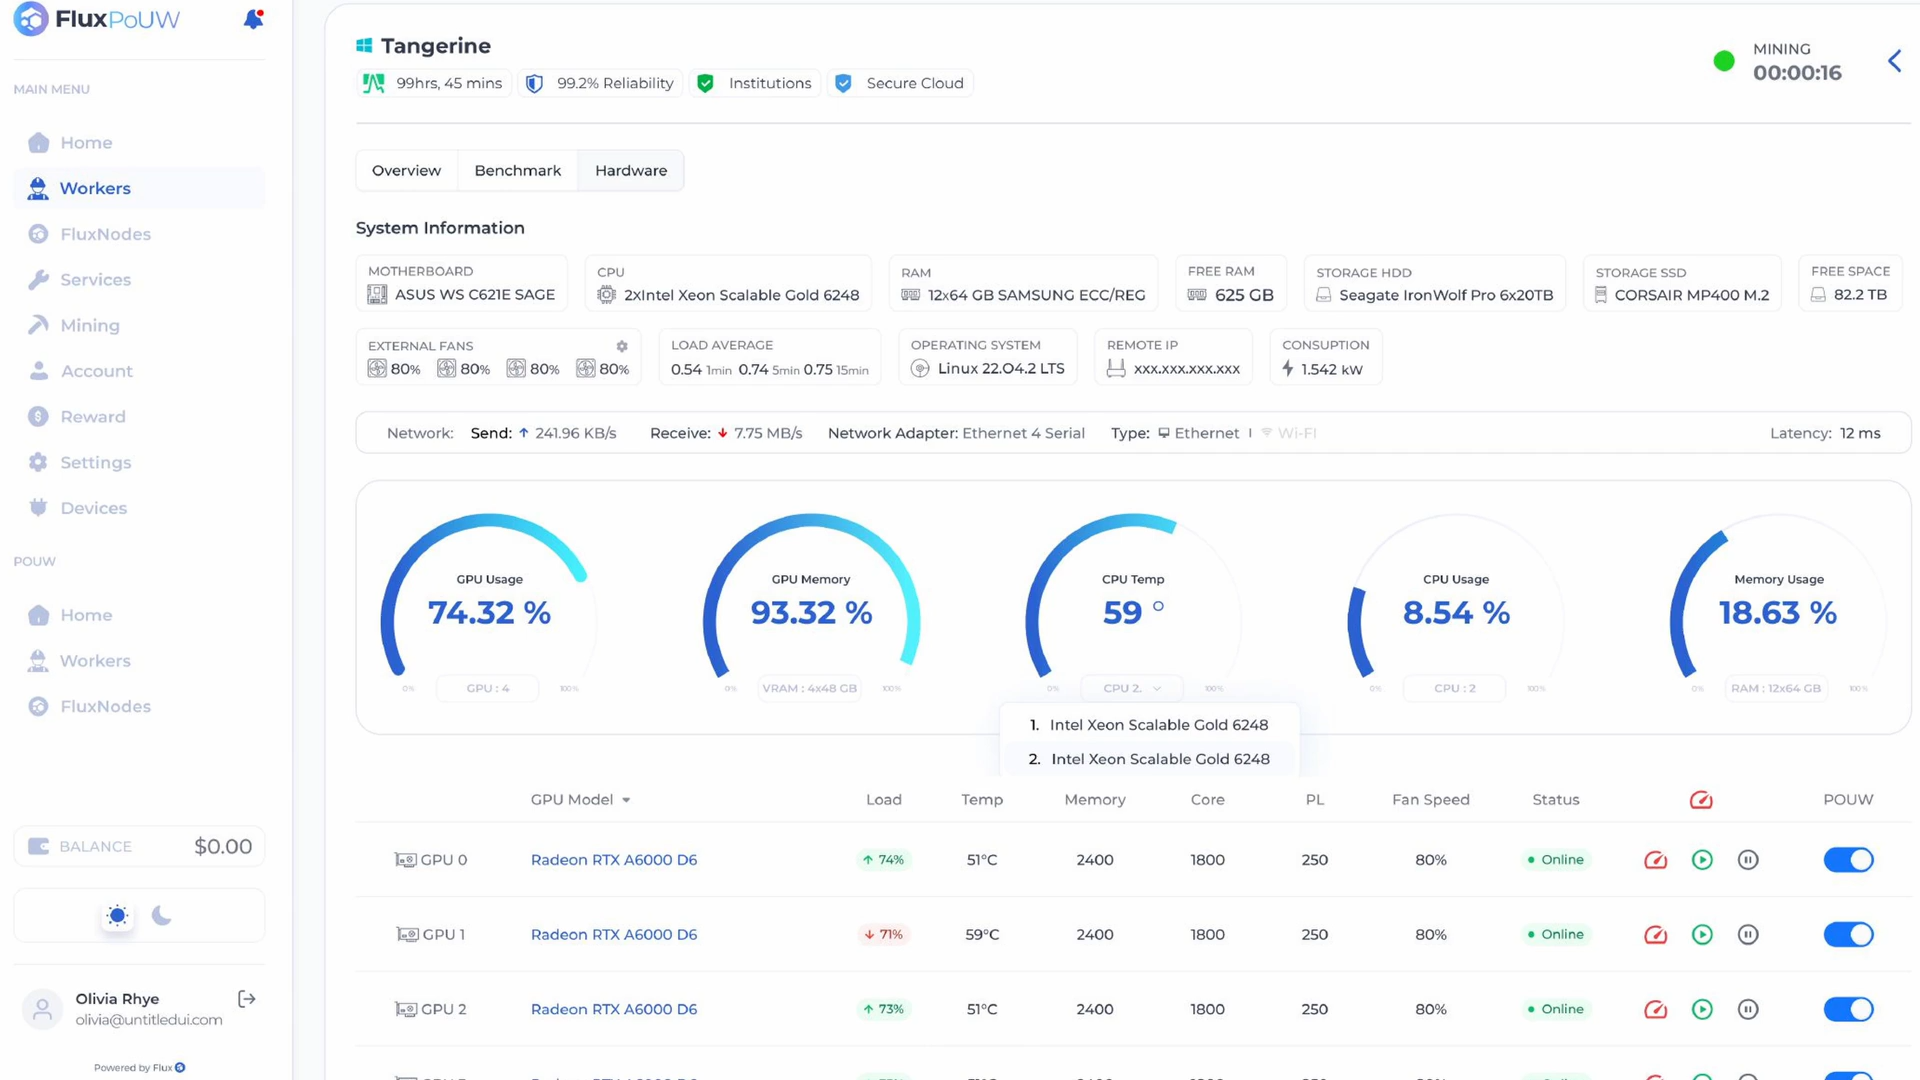 FluxPoUW
MAIN MENU
Home
Workers
FluxNodes
Services
Mining
Account
Reward
Settings
Devices
POUW
Home
Workers
FluxNodes
BALANCE $0.00
Olivia Rhye
olivia@untitledui.com
Powered by Flux
Tangerine
99hrs, 45 mins 99.2% Reliability Institutions Secure Cloud
MINING
00:00:16
Overview Benchmark Hardware
System Information
MOTHERBOARD
ASUS WS C621E SAGE
CPU
2xIntel Xeon Scalable Gold 6248
RAM
12x64 GB SAMSUNG ECC/REG
FREE RAM
625 GB
STORAGE HDD
Seagate IronWolf Pro 6x20TB
STORAGE SSD
CORSAIR MP400 M.2
FREE SPACE
82.2 TB
EXTERNAL FANS
80% 80% 80% 80%
LOAD AVERAGE
0.54 1min 0.74 5min 0.75 15min
OPERATING SYSTEM
Linux 22.O4.2 LTS
REMOTE IP
xxx.xxx.xxx.xxx
CONSUPTION
1.542 kW
Network: Send: 241.96 KB/s Receive: 7.75 MB/s Network Adapter: Ethernet 4 Serial Type: Ethernet | Wi-FI Latency: 12 ms
GPU Usage
74.32 %
0% GPU : 4 100%
GPU Memory
93.32 %
0% VRAM : 4x48 GB 100%
CPU Temp
59 °
0% CPU 2. 100%
1. Intel Xeon Scalable Gold 6248
2. Intel Xeon Scalable Gold 6248
CPU Usage
8.54 %
0% CPU : 2 100%
Memory Usage
18.63 %
0% RAM : 12x64 GB 100%
GPU Model Load Temp Memory Core PL Fan Speed Status POUW
GPU 0 Radeon RTX A6000 D6 74% 51°C 2400 1800 250 80% Online
GPU 1 Radeon RTX A6000 D6 71% 59°C 2400 1800 250 80% Online
GPU 2 Radeon RTX A6000 D6 73% 51°C 2400 1800 250 80% Online